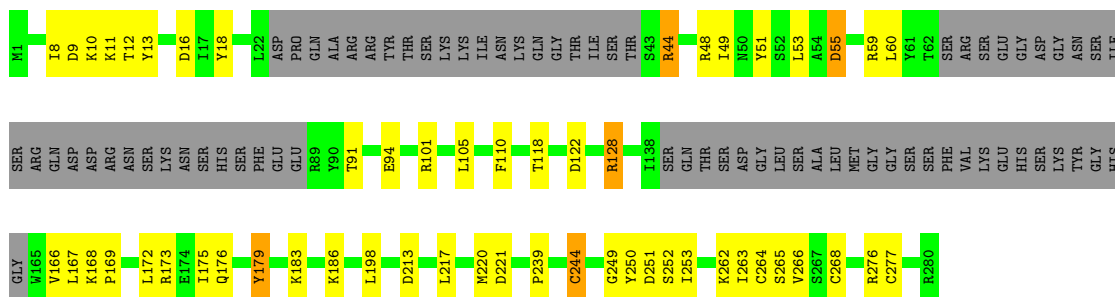 M1 I8 D9 K10 K11 T12 Y13 D16 I17 Y18 L22 ASP PRO GLN ALA ARG ARG TYR THR SER LYS LYS ILE ASN LYS GLN GLY THR ILE SER THR S43 R44 R48 I49 N50 Y51 S52 L53 A54 D55 R59 L60 Y61 T62 SER ARG SER GLU GLY ASP GLY ASN SER ILE
SER ARG GLN ASP ASP ARG ASN SER LYS ASN SER HIS SER PHE GLU GLU R89 Y90 T91 E94 R101 L105 F110 T118 D122 R128 I138 SER GLN THR SER ASP GLY LEU SER ALA LEU MET GLY GLY SER SER PHE VAL LYS GLU HIS SER LYS TYR GLY HIS
GLY W165 V166 L167 K168 P169 L172 R173 E174 I175 Q176 Y179 K183 K186 L198 D213 L217 M220 D221 P239 C244 G249 Y250 D251 S252 I253 K262 I263 C264 S265 V266 S267 C268 R276 C277 R280